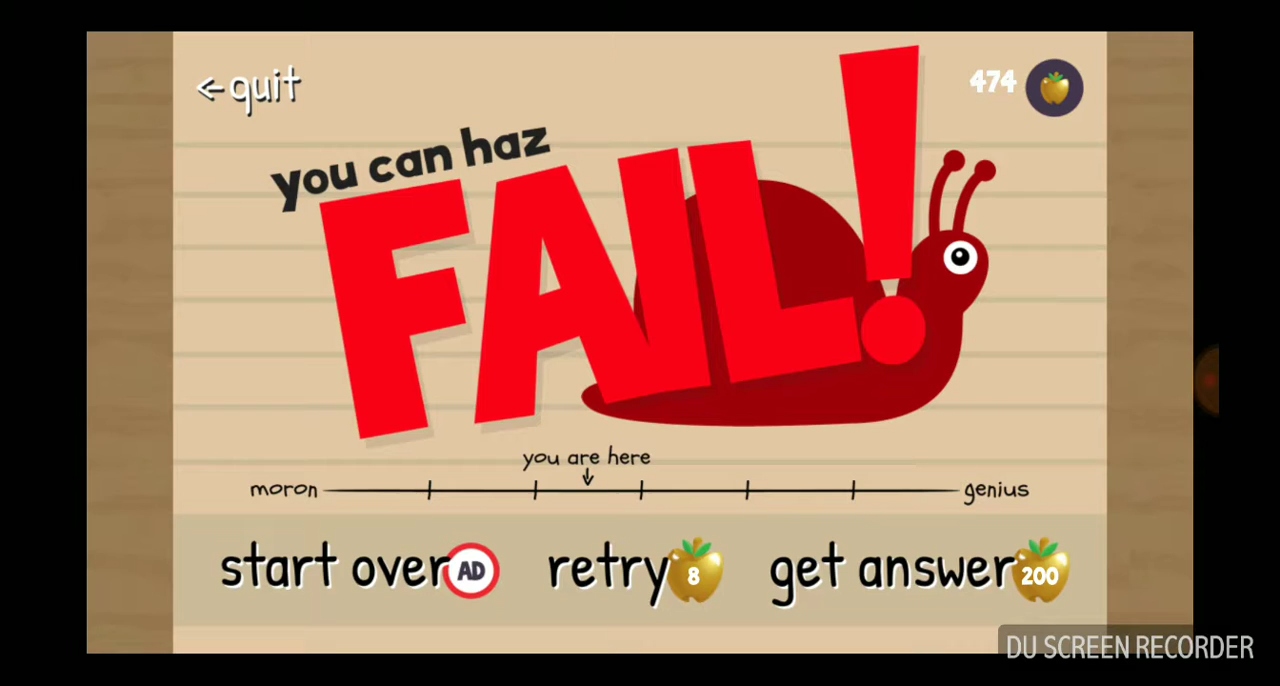 ←quit
474
you can haz
FAIL!
you are here
moron
genius
start over AD
retry 8
get answer 200
DU SCREEN RECORDER